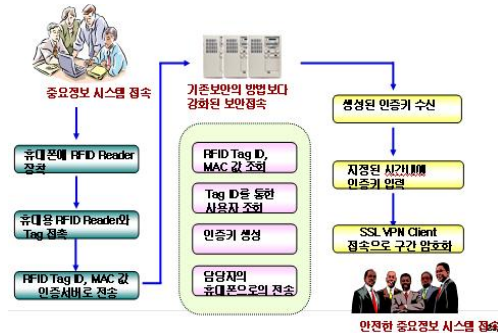 중요정보 시스템 접속
휴대폰에 RFID Reader
장착
휴대용 RFID Reader와
Tag 접촉
RFID Tag ID, MAC 값
인증서버로 전송
기존보안의 방법보다
강화된 보안접속
RFID Tag ID,
MAC 값 조회
Tag ID를 통한
사용자 조회
인증키 생성
담당자의
휴대폰으로의 전송
생성된 인증키 수신
지정된 시간내에
인증키 입력
SSL VPN Client
접속으로 구간 암호화
안전한 중요정보 시스템 접속